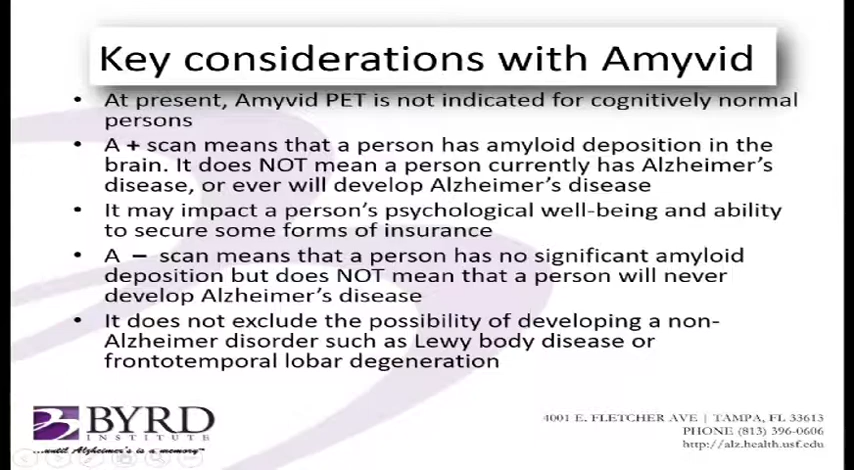 Key considerations with Amyvid
• At present, Amyvid PET is not indicated for cognitively normal
persons
• A + scan means that a person has amyloid deposition in the
brain. It does NOT mean a person currently has Alzheimer's
disease, or ever will develop Alzheimer's disease
• It may impact a person's psychological well-being and ability
to secure some forms of insurance
• A – scan means that a person has no significant amyloid
deposition but does NOT mean that a person will never
develop Alzheimer's disease
• It does not exclude the possibility of developing a non-
Alzheimer disorder such as Lewy body disease or
frontotemporal lobar degeneration
BYRD
INSTITUTE
...until Alzheimer's is a memory™
4001 E. FLETCHER AVE | TAMPA, FL 33613
PHONE (813) 396-0606
http://alz.health.usf.edu